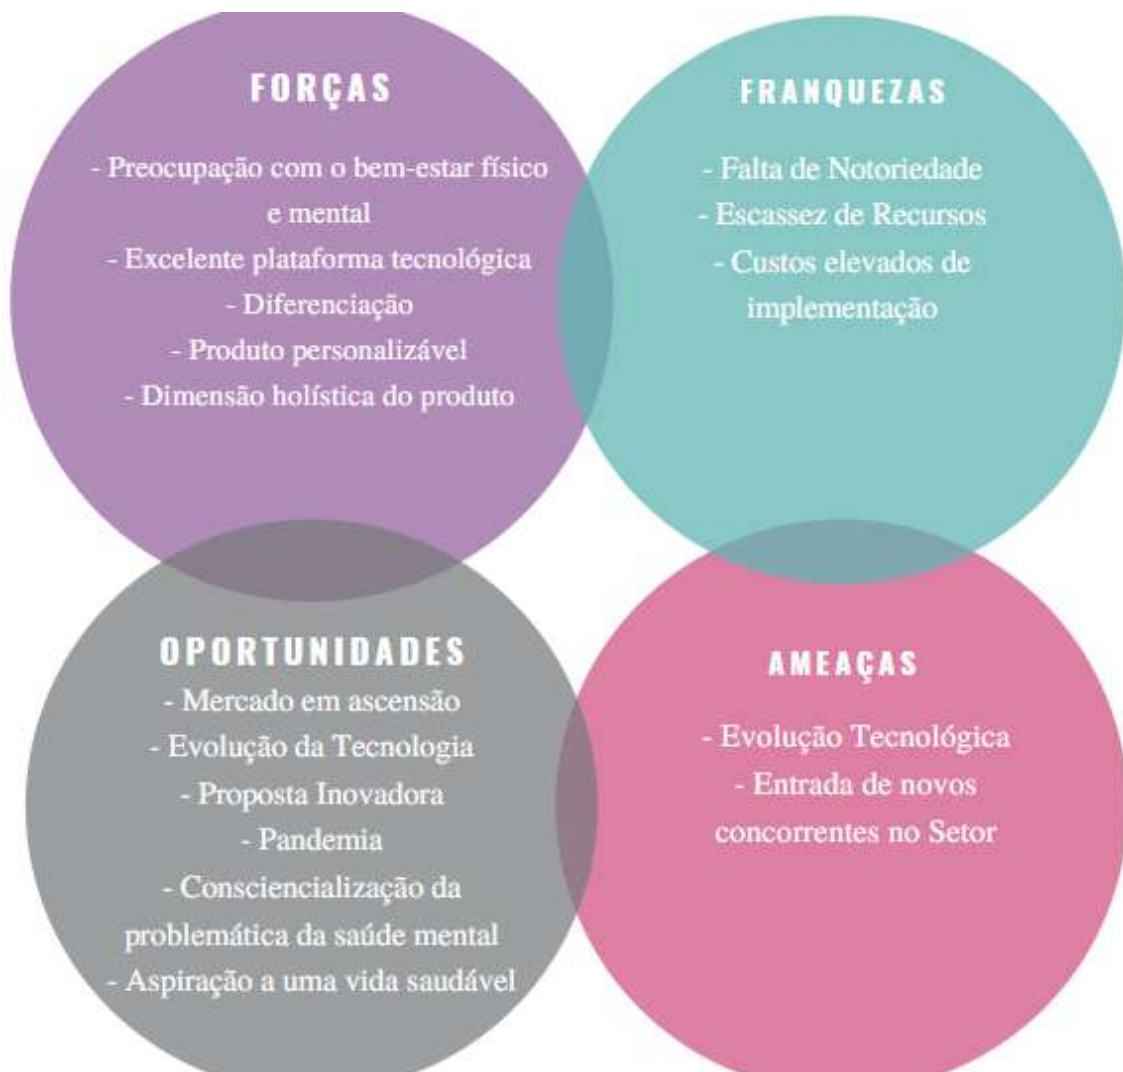 FORÇAS
- Preocupação com o bem-estar físico
e mental
- Excelente plataforma tecnológica
- Diferenciação
- Produto personalizável
- Dimensão holística do produto
FRANQUEZAS
- Falta de Notoriedade
- Escassez de Recursos
- Custos elevados de
implementação
OPORTUNIDADES
- Mercado em ascensão
- Evolução da Tecnologia
- Proposta Inovadora
- Pandemia
- Consciencialização da
problemática da saúde mental
- Aspiração a uma vida saudável
AMEAÇAS
- Evolução Tecnológica
- Entrada de novos
concorrentes no Setor